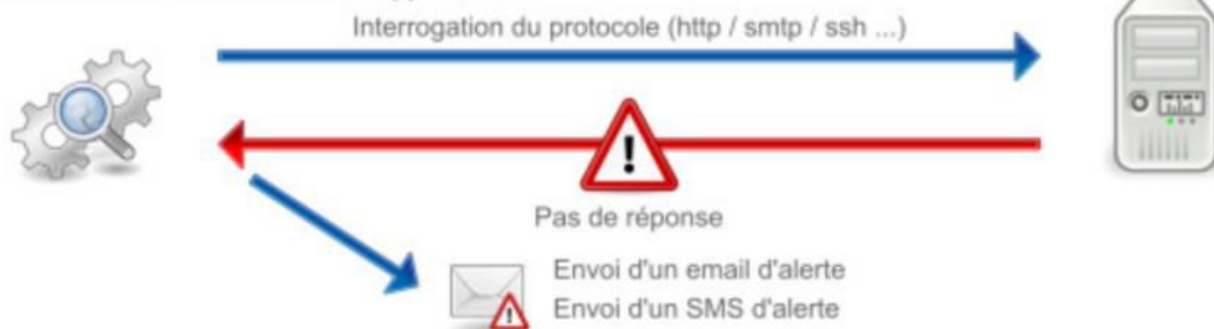 Interrogation du protocole (http / smtp / ssh ...)
Pas de réponse
Envoi d'un email d'alerte
Envoi d'un SMS d'alerte